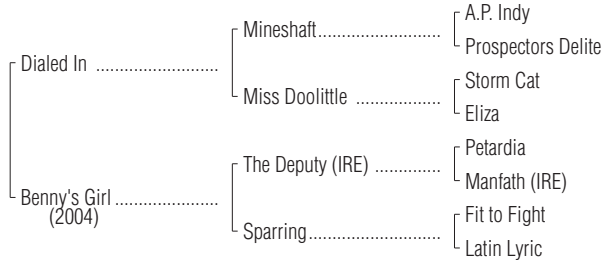 A.P. Indy
Mineshaft
Prospectors Delite
Dialed In
Storm Cat
Miss Doolittle
Eliza
Petardia
The Deputy (IRE)
Manfath (IRE)
Benny's Girl
(2004)
Fit to Fight
Sparring
Latin Lyric